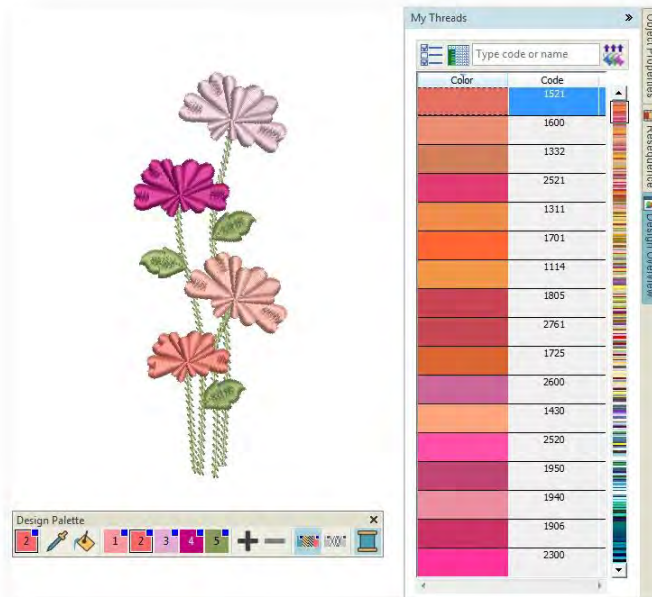 My Threads
»
Type code or name
Color Code
1521
1600
1332
2521
1311
1701
1114
1805
2761
1725
2600
1430
2520
1950
1940
1906
2300
Object Properties
Resequence
Design Overview
Design Palette
2 1 2 3 4 5